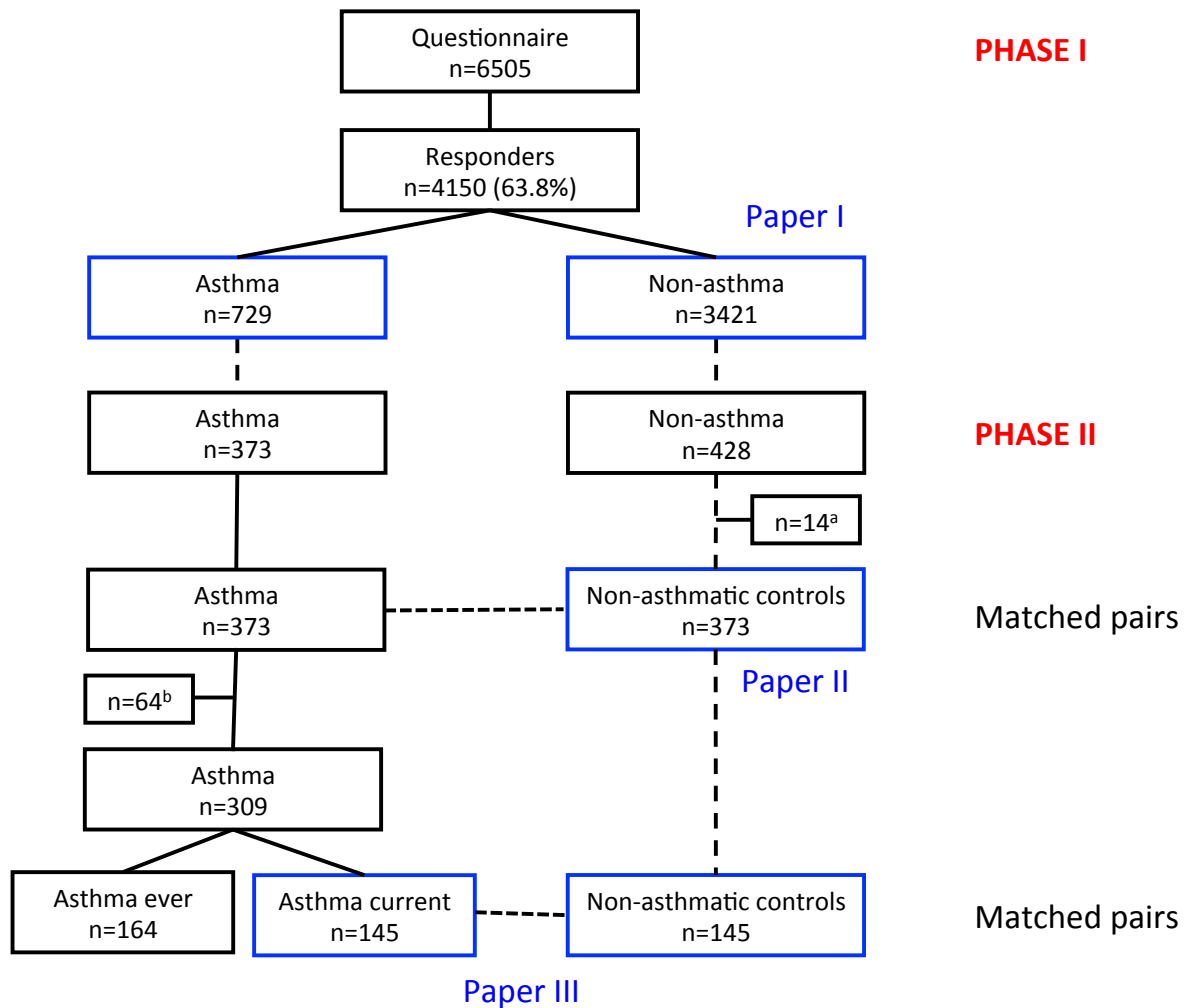 Questionnaire
n=6505
PHASE I
Responders
n=4150 (63.8%)
Paper I
Asthma
n=729
Non-asthma
n=3421
Asthma
n=373
Non-asthma
n=428
PHASE II
n=14ᵃ
Asthma
n=373
Non-asthmatic controls
n=373
Matched pairs
Paper II
n=64ᵇ
Asthma
n=309
Asthma ever
n=164
Asthma current
n=145
Non-asthmatic controls
n=145
Matched pairs
Paper III